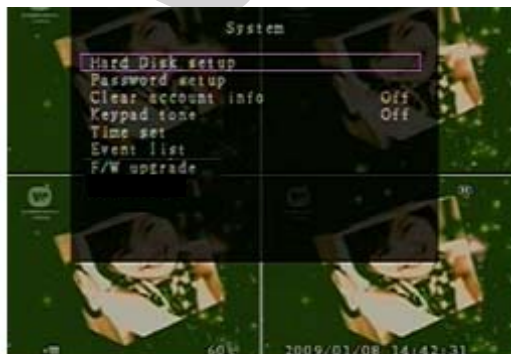 System
Hard Disk setup
Password setup
Clear account info Off
Keypad tone Off
Time set
Event list
F/W upgrade
60%
2009/01/08 14:42:31